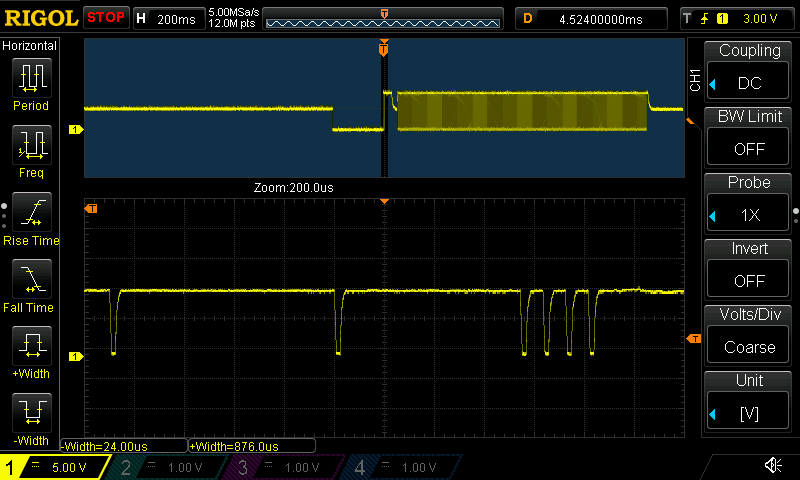 RIGOL STOP H 200ms 5.00MSa/s 12.0M pts T D 4.52400000ms T 1 3.00 V
Horizontal
Period
Freq
Rise Time
Fall Time
+Width
-Width
T
1
Zoom:200.0us
T
T
1
T
-Width=24.00us +Width=876.0us
CH1
Coupling
DC
BW Limit
OFF
Probe
1X
Invert
OFF
Volts/Div
Coarse
Unit
[V]
1 5.00 V 2 1.00 V 3 1.00 V 4 1.00 V